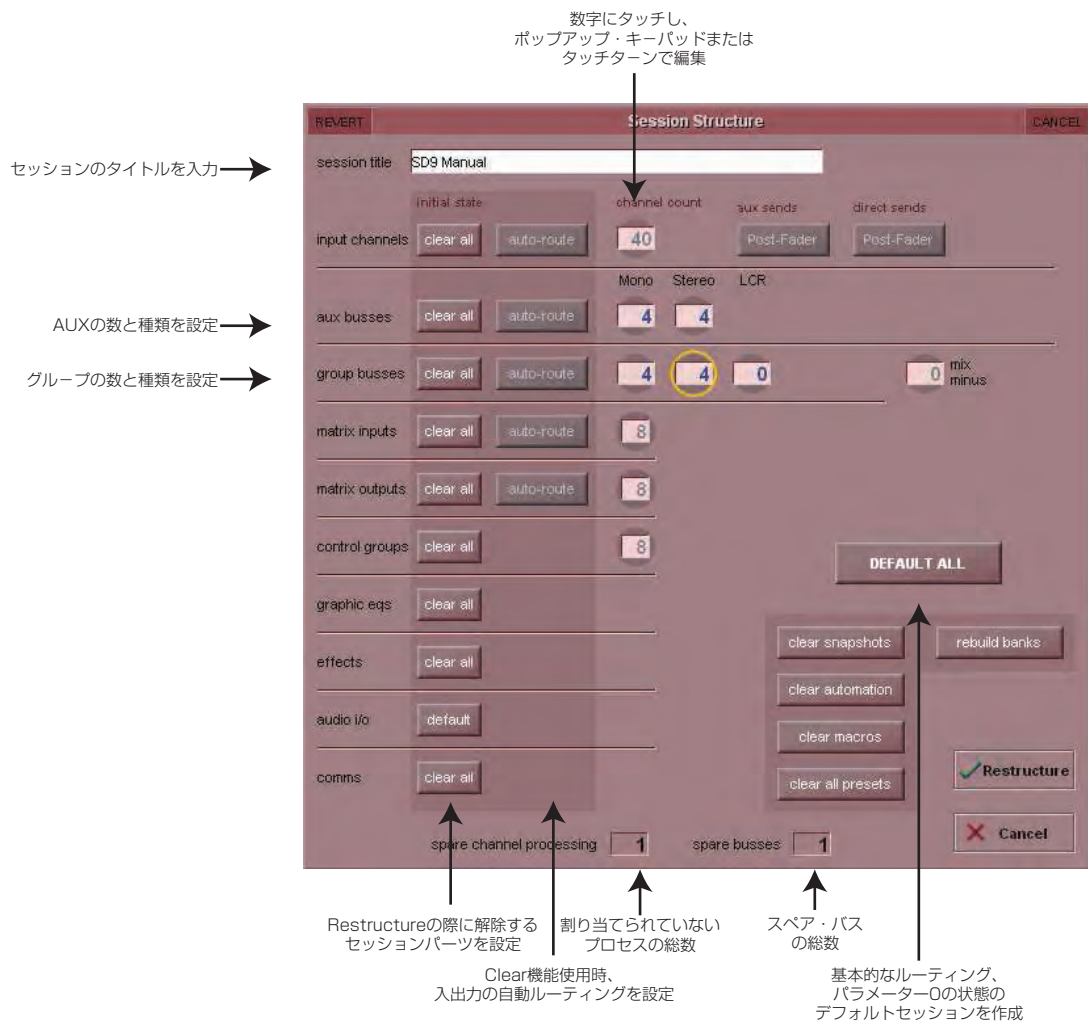 数字にタッチし、
ポップアップ・キーパッドまたは
タッチターンで編集
REVERT Session Structure CANCEL
セッションのタイトルを入力
session title SD9 Manual
initial state channel count aux sends direct sends
input channels clear all auto-route 40 Post-Fader Post-Fader
Mono Stereo LCR
AUXの数と種類を設定
aux busses clear all auto-route 4 4
グループの数と種類を設定
group busses clear all auto-route 4 4 0 0 mix
minus
matrix inputs clear all auto-route 8
matrix outputs clear all auto-route 8
control groups clear all 8
DEFAULT ALL
graphic eqs clear all
clear snapshots rebuild banks
effects clear all
clear automation
audio i/o default
clear macros
comms clear all
clear all presets
Restructure
Cancel
spare channel processing 1 spare busses 1
Restructureの際に解除する
セッションパーツを設定
割り当てられていない
プロセスの総数
スペア・バス
の総数
Clear機能使用時、
入出力の自動ルーティングを設定
基本的なルーティング、
パラメーター0の状態の
デフォルトセッションを作成